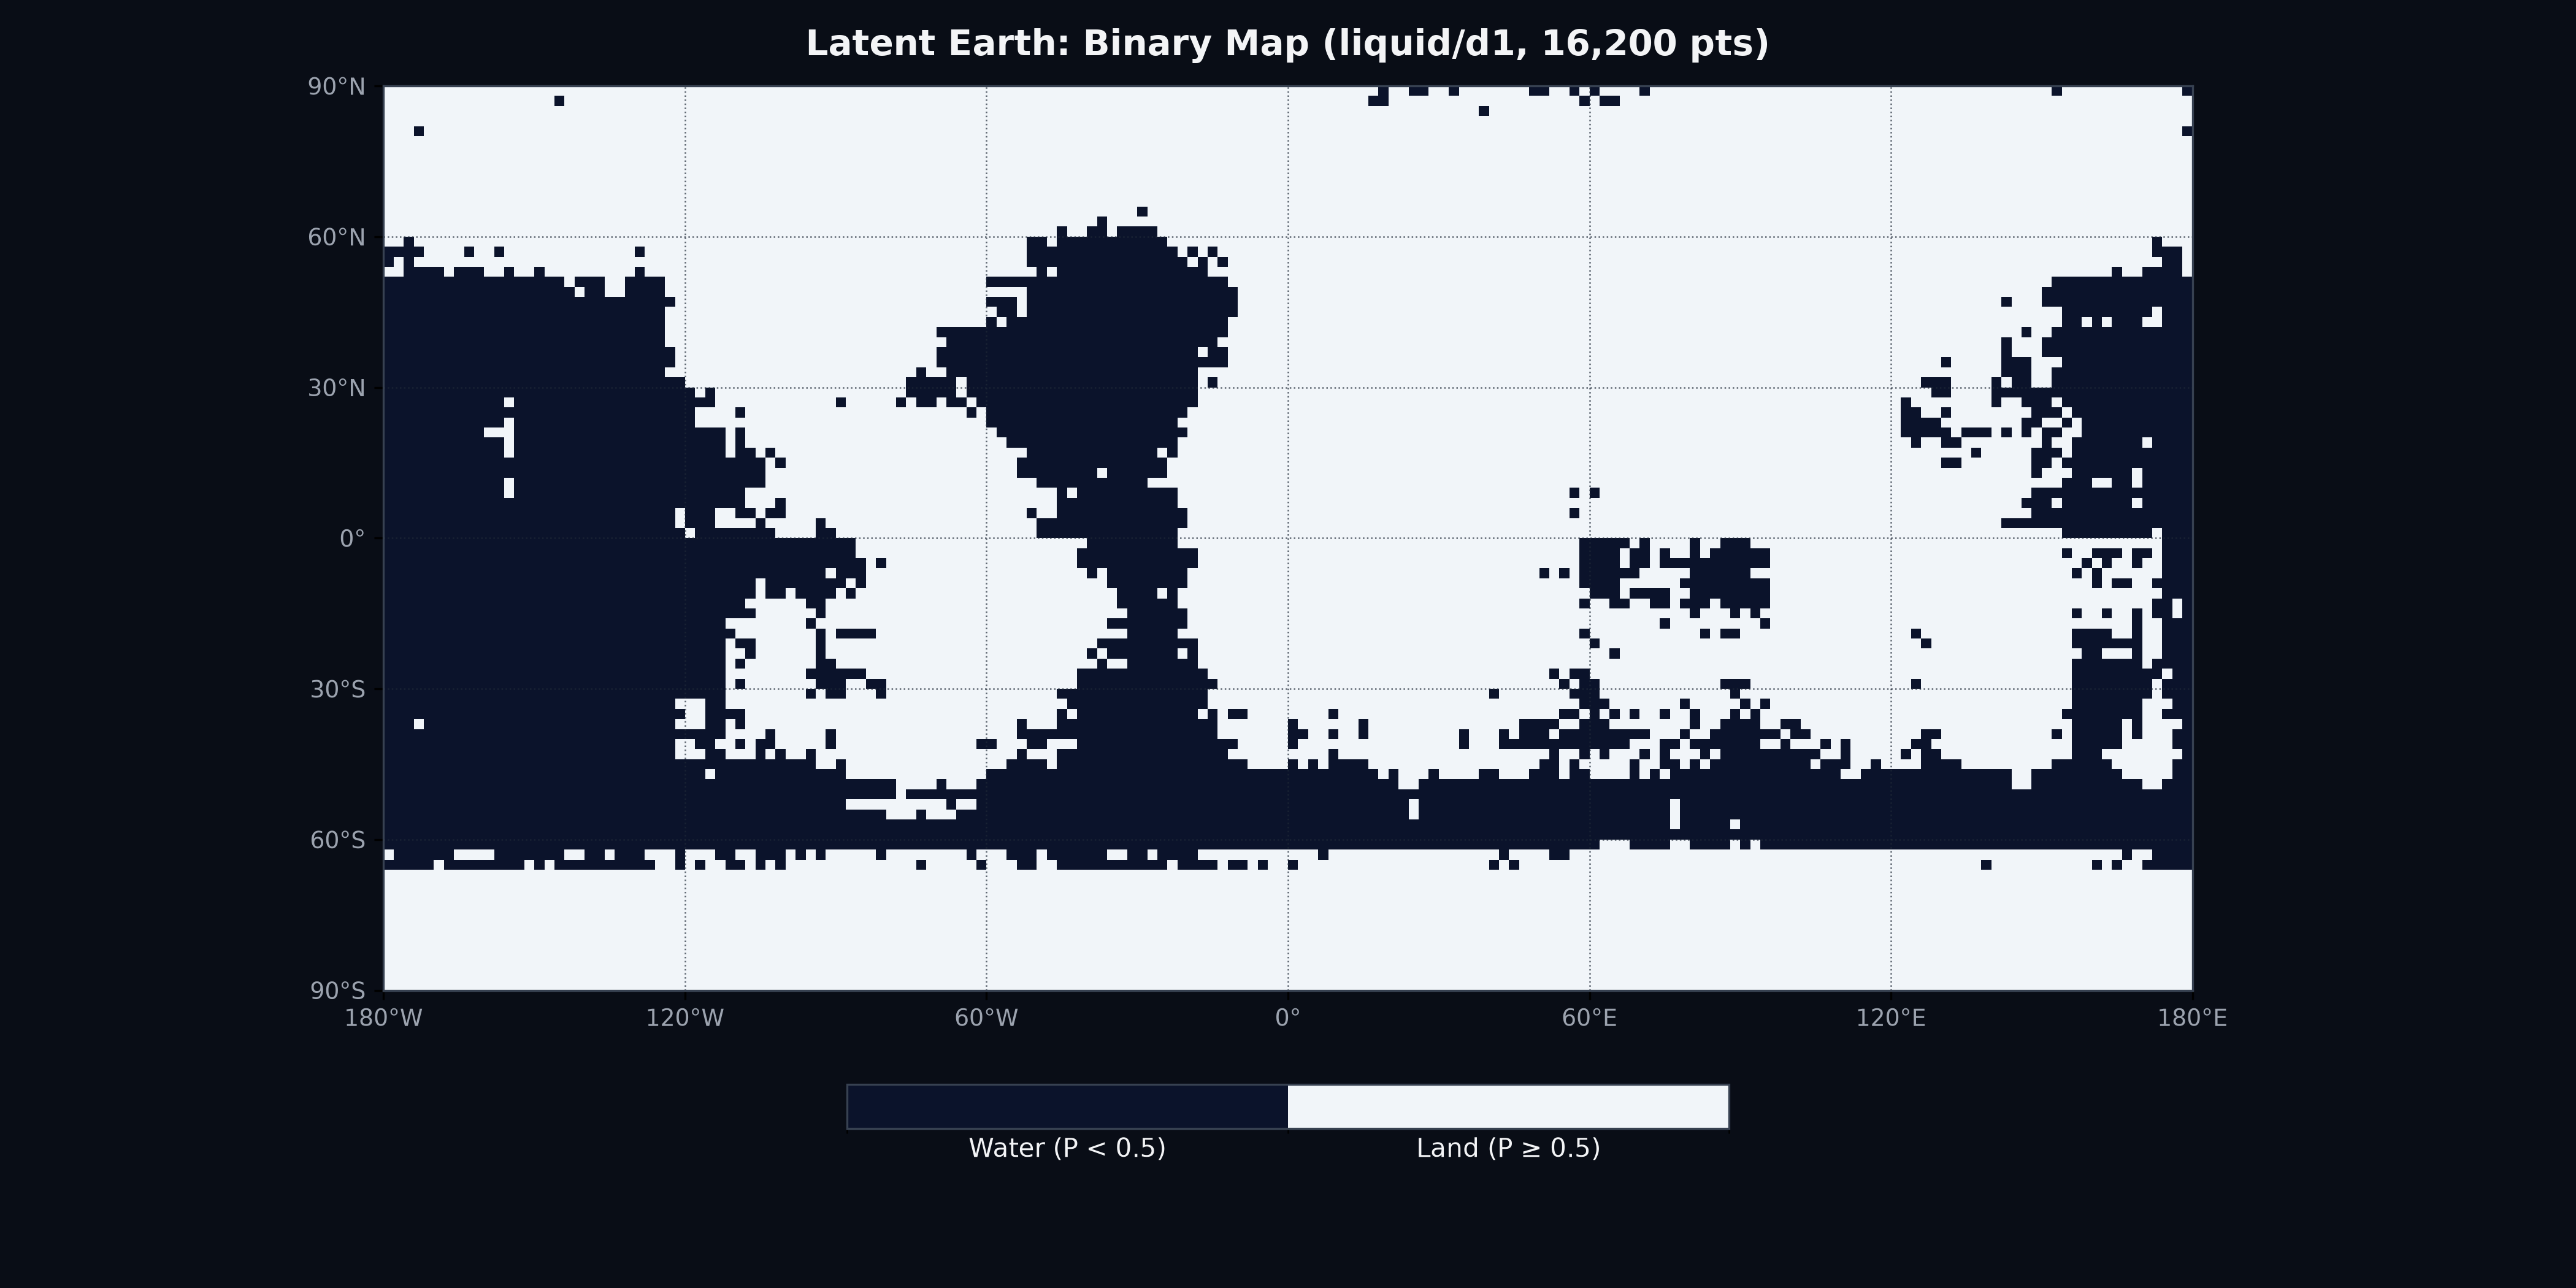 Latent Earth: Binary Map (liquid/d1, 16,200 pts)
90°N
60°N
30°N
0°
30°S
60°S
90°S
180°W 120°W 60°W 0° 60°E 120°E 180°E
Water (P < 0.5) Land (P ≥ 0.5)